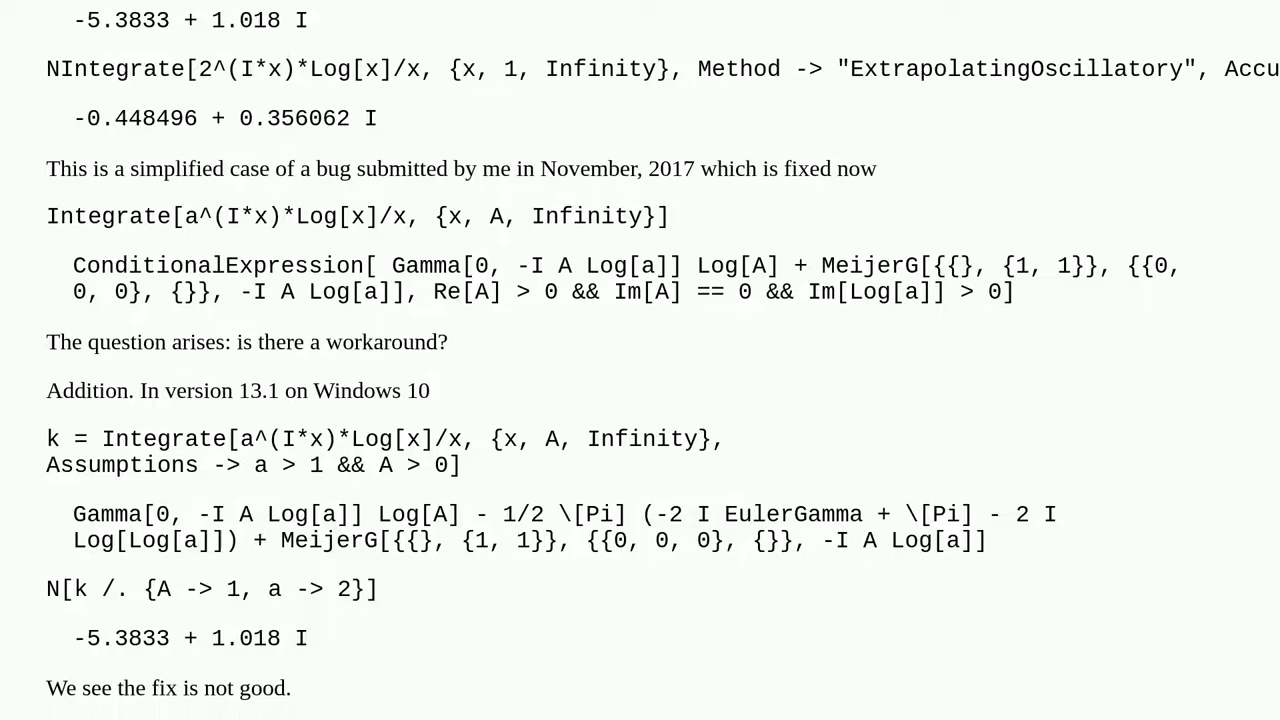 -5.3833 + 1.018 I
NIntegrate[2^(I*x)*Log[x]/x, {x, 1, Infinity}, Method -> "ExtrapolatingOscillatory", Accu
-0.448496 + 0.356062 I
This is a simplified case of a bug submitted by me in November, 2017 which is fixed now
Integrate[a^(I*x)*Log[x]/x, {x, A, Infinity}]
ConditionalExpression[ Gamma[0, -I A Log[a]] Log[A] + MeijerG[{{}, {1, 1}}, {{0,
0, 0}, {}}, -I A Log[a]], Re[A] > 0 && Im[A] == 0 && Im[Log[a]] > 0]
The question arises: is there a workaround?
Addition. In version 13.1 on Windows 10
k = Integrate[a^(I*x)*Log[x]/x, {x, A, Infinity},
Assumptions -> a > 1 && A > 0]
Gamma[0, -I A Log[a]] Log[A] - 1/2 \[Pi] (-2 I EulerGamma + \[Pi] - 2 I
Log[Log[a]]) + MeijerG[{{}, {1, 1}}, {{0, 0, 0}, {}}, -I A Log[a]]
N[k /. {A -> 1, a -> 2}]
-5.3833 + 1.018 I
We see the fix is not good.